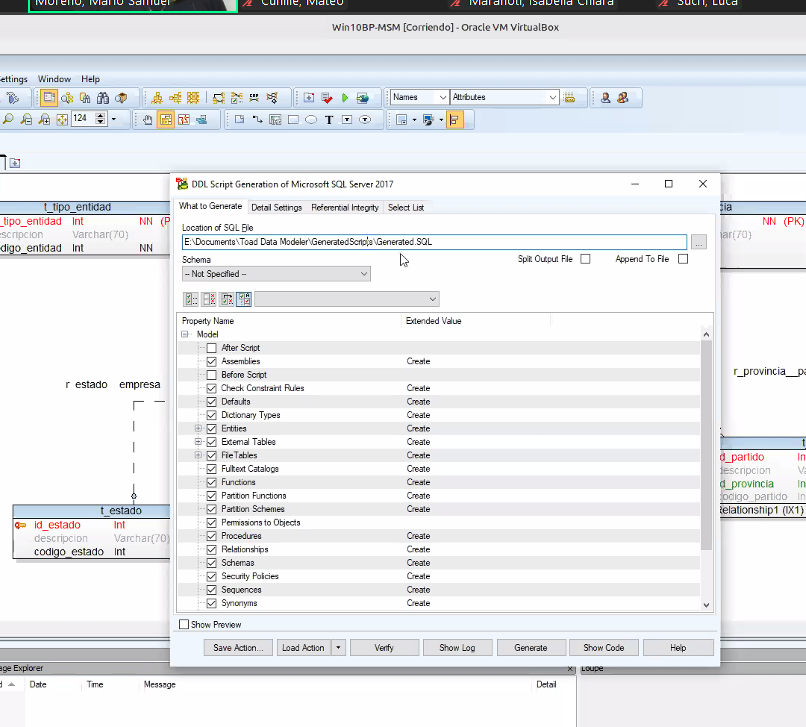 Moreno, Mario Samuel
Cunille, Mateo
Maranoti, Isabella Chiara
Sucri, Luca
Win10BP-MSM [Corriendo] - Oracle VM VirtualBox
Settings Window Help
Names Attributes
124
t_tipo_entidad
_tipo_entidad Int NN (P
escripcion Varchar(70)
ódigo_entidad Int NN
cia
NN (PK)
har(70)
NN
DDL Script Generation of Microsoft SQL Server 2017
What to Generate Detail Settings Referential Integrity Select List
Location of SQL File
E:\Documents\Toad Data Modeler\GeneratedScripts\Generated.SQL
...
Schema Split Output File Append To File
-- Not Specified --
Property Name Extended Value
Model
After Script
Assemblies Create
Before Script
Check Constraint Rules Create
Defaults Create
Dictionary Types Create
Entities Create
External Tables Create
FileTables Create
Fulltext Catalogs Create
Functions Create
Partition Functions Create
Partition Schemes Create
Permissions to Objects
Procedures Create
Relationships Create
Schemas Create
Security Policies Create
Sequences Create
Synonyms Create
Show Preview
Save Action... Load Action Verify Show Log Generate Show Code Help
r_estado empresa
t_estado
id_estado Int
descripcion Varchar(70)
codigo_estado Int
r_provincia__pa
t
d_partido In
descripcion Va
d_provincia In
codigo_partido In
Relationship1 (IX1)
age Explorer
Loupe
d Date Time Message Detail